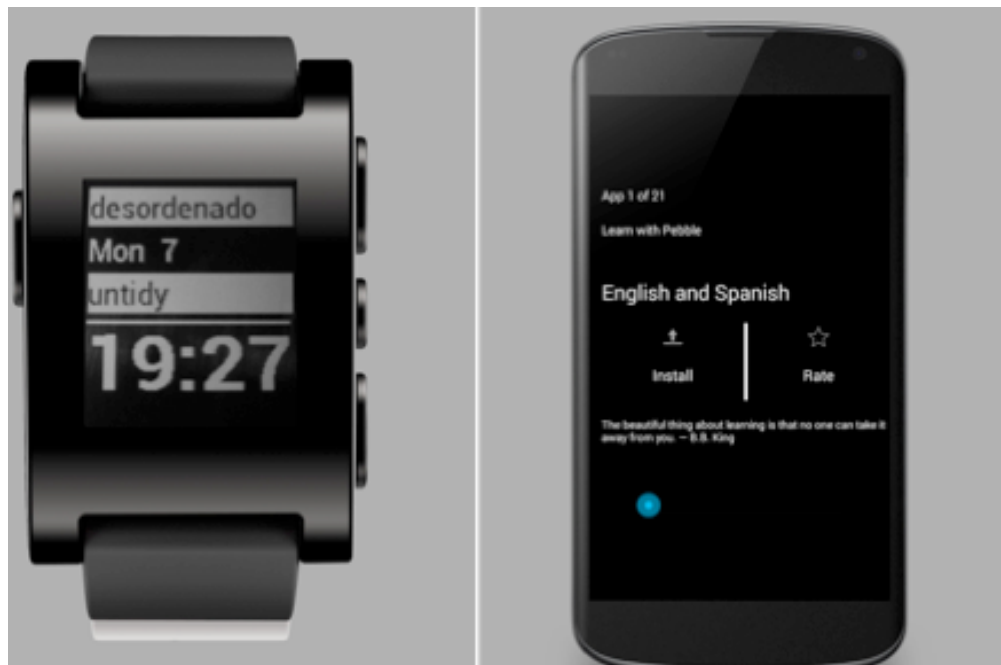 desordenado
Mon 7
untidy
19:27
App 1 of 21
Learn with Pebble
English and Spanish
Install
Rate
The beautiful thing about learning is that no one can take it
away from you. — B.B. King